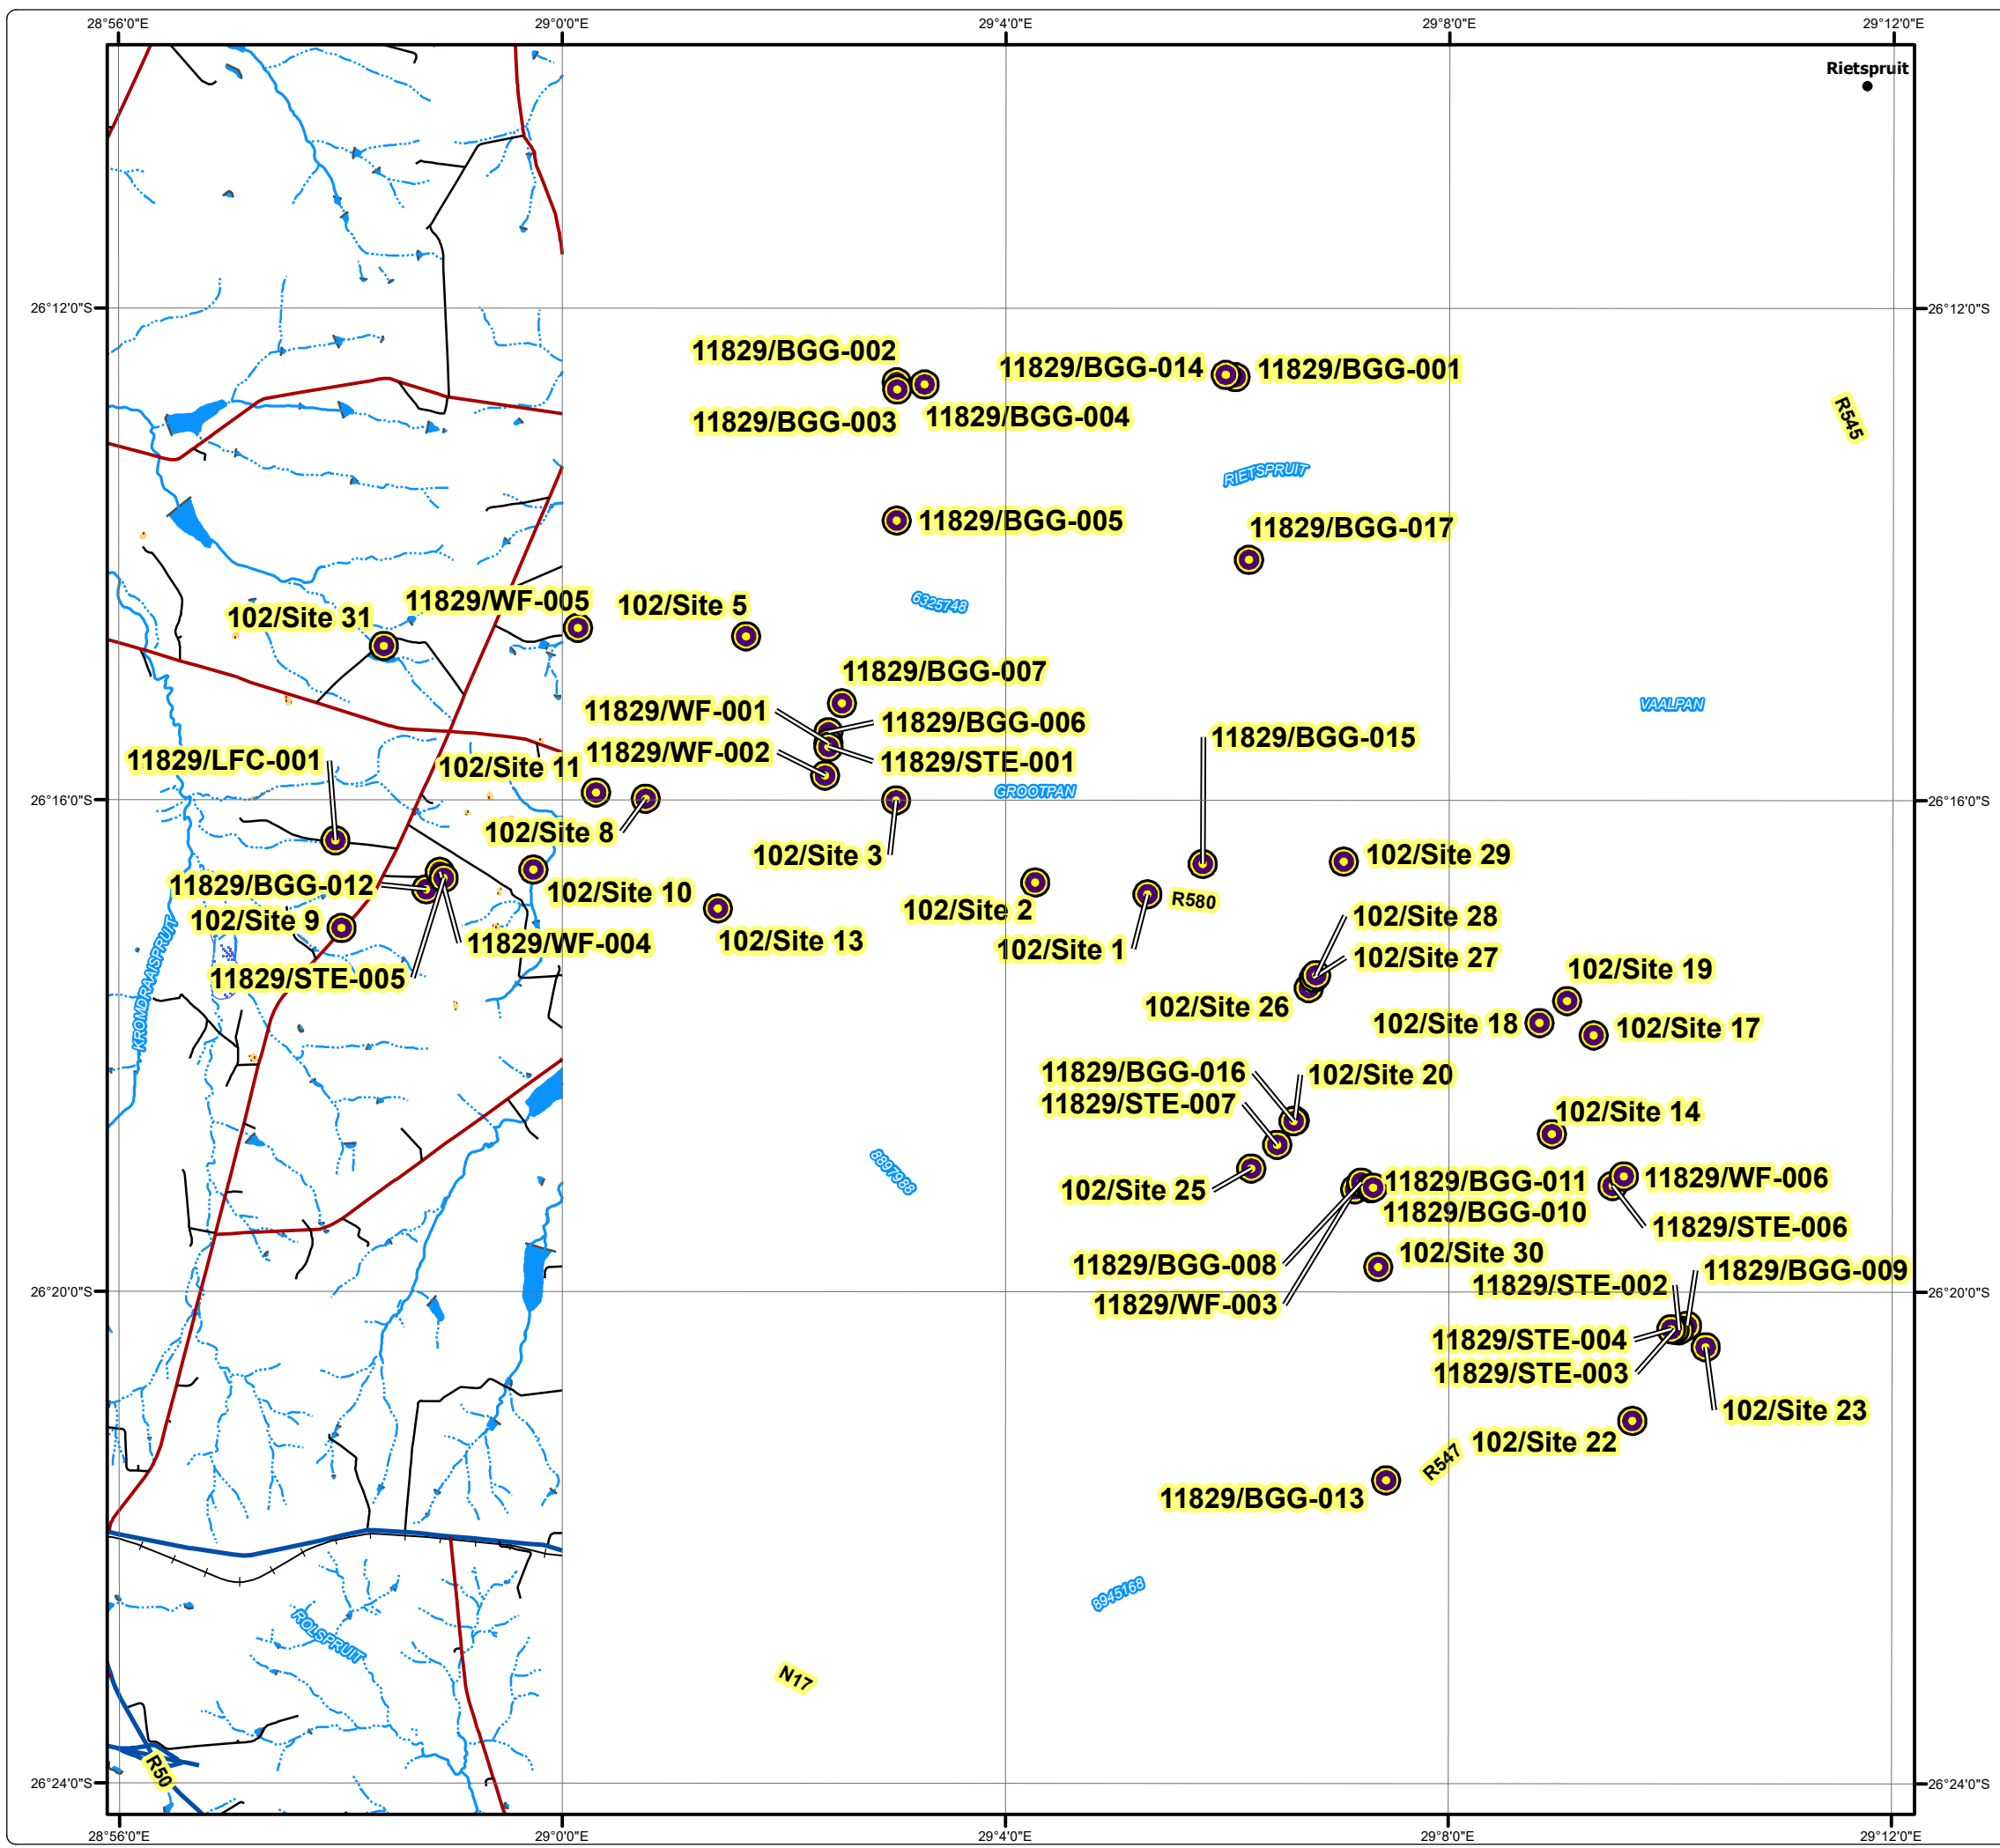 28°56'0"E
29°0'0"E
29°4'0"E
29°8'0"E
29°12'0"E
Rietspruit
26°12'0"S
26°12'0"S
11829/BGG-002
11829/BGG-014
11829/BGG-001
11829/BGG-003
11829/BGG-004
R545
RIETSPRUIT
11829/BGG-005
11829/BGG-017
11829/WF-005
102/Site 5
6325748
102/Site 31
11829/BGG-007
VAALPAN
11829/WF-001
11829/BGG-006
11829/BGG-015
11829/WF-002
11829/LFC-001
102/Site 11
11829/STE-001
GROOTPAN
26°16'0"S
26°16'0"S
102/Site 8
102/Site 3
102/Site 29
11829/BGG-012
102/Site 10
R580
102/Site 2
102/Site 9
102/Site 28
11829/WF-004
102/Site 13
102/Site 1
102/Site 27
11829/STE-005
102/Site 19
KROMDRAAISPRUIT
102/Site 26
102/Site 18
102/Site 17
11829/BGG-016
102/Site 20
11829/STE-007
102/Site 14
8897988
11829/BGG-011
11829/WF-006
102/Site 25
11829/BGG-010
11829/STE-006
102/Site 30
11829/BGG-008
11829/BGG-009
11829/STE-002
26°20'0"S
26°20'0"S
11829/WF-003
11829/STE-004
11829/STE-003
102/Site 23
102/Site 22
R547
11829/BGG-013
8945168
ROLSPRUIT
N17
R50
26°24'0"S
26°24'0"S
28°56'0"E
29°0'0"E
29°4'0"E
29°8'0"E
29°12'0"E